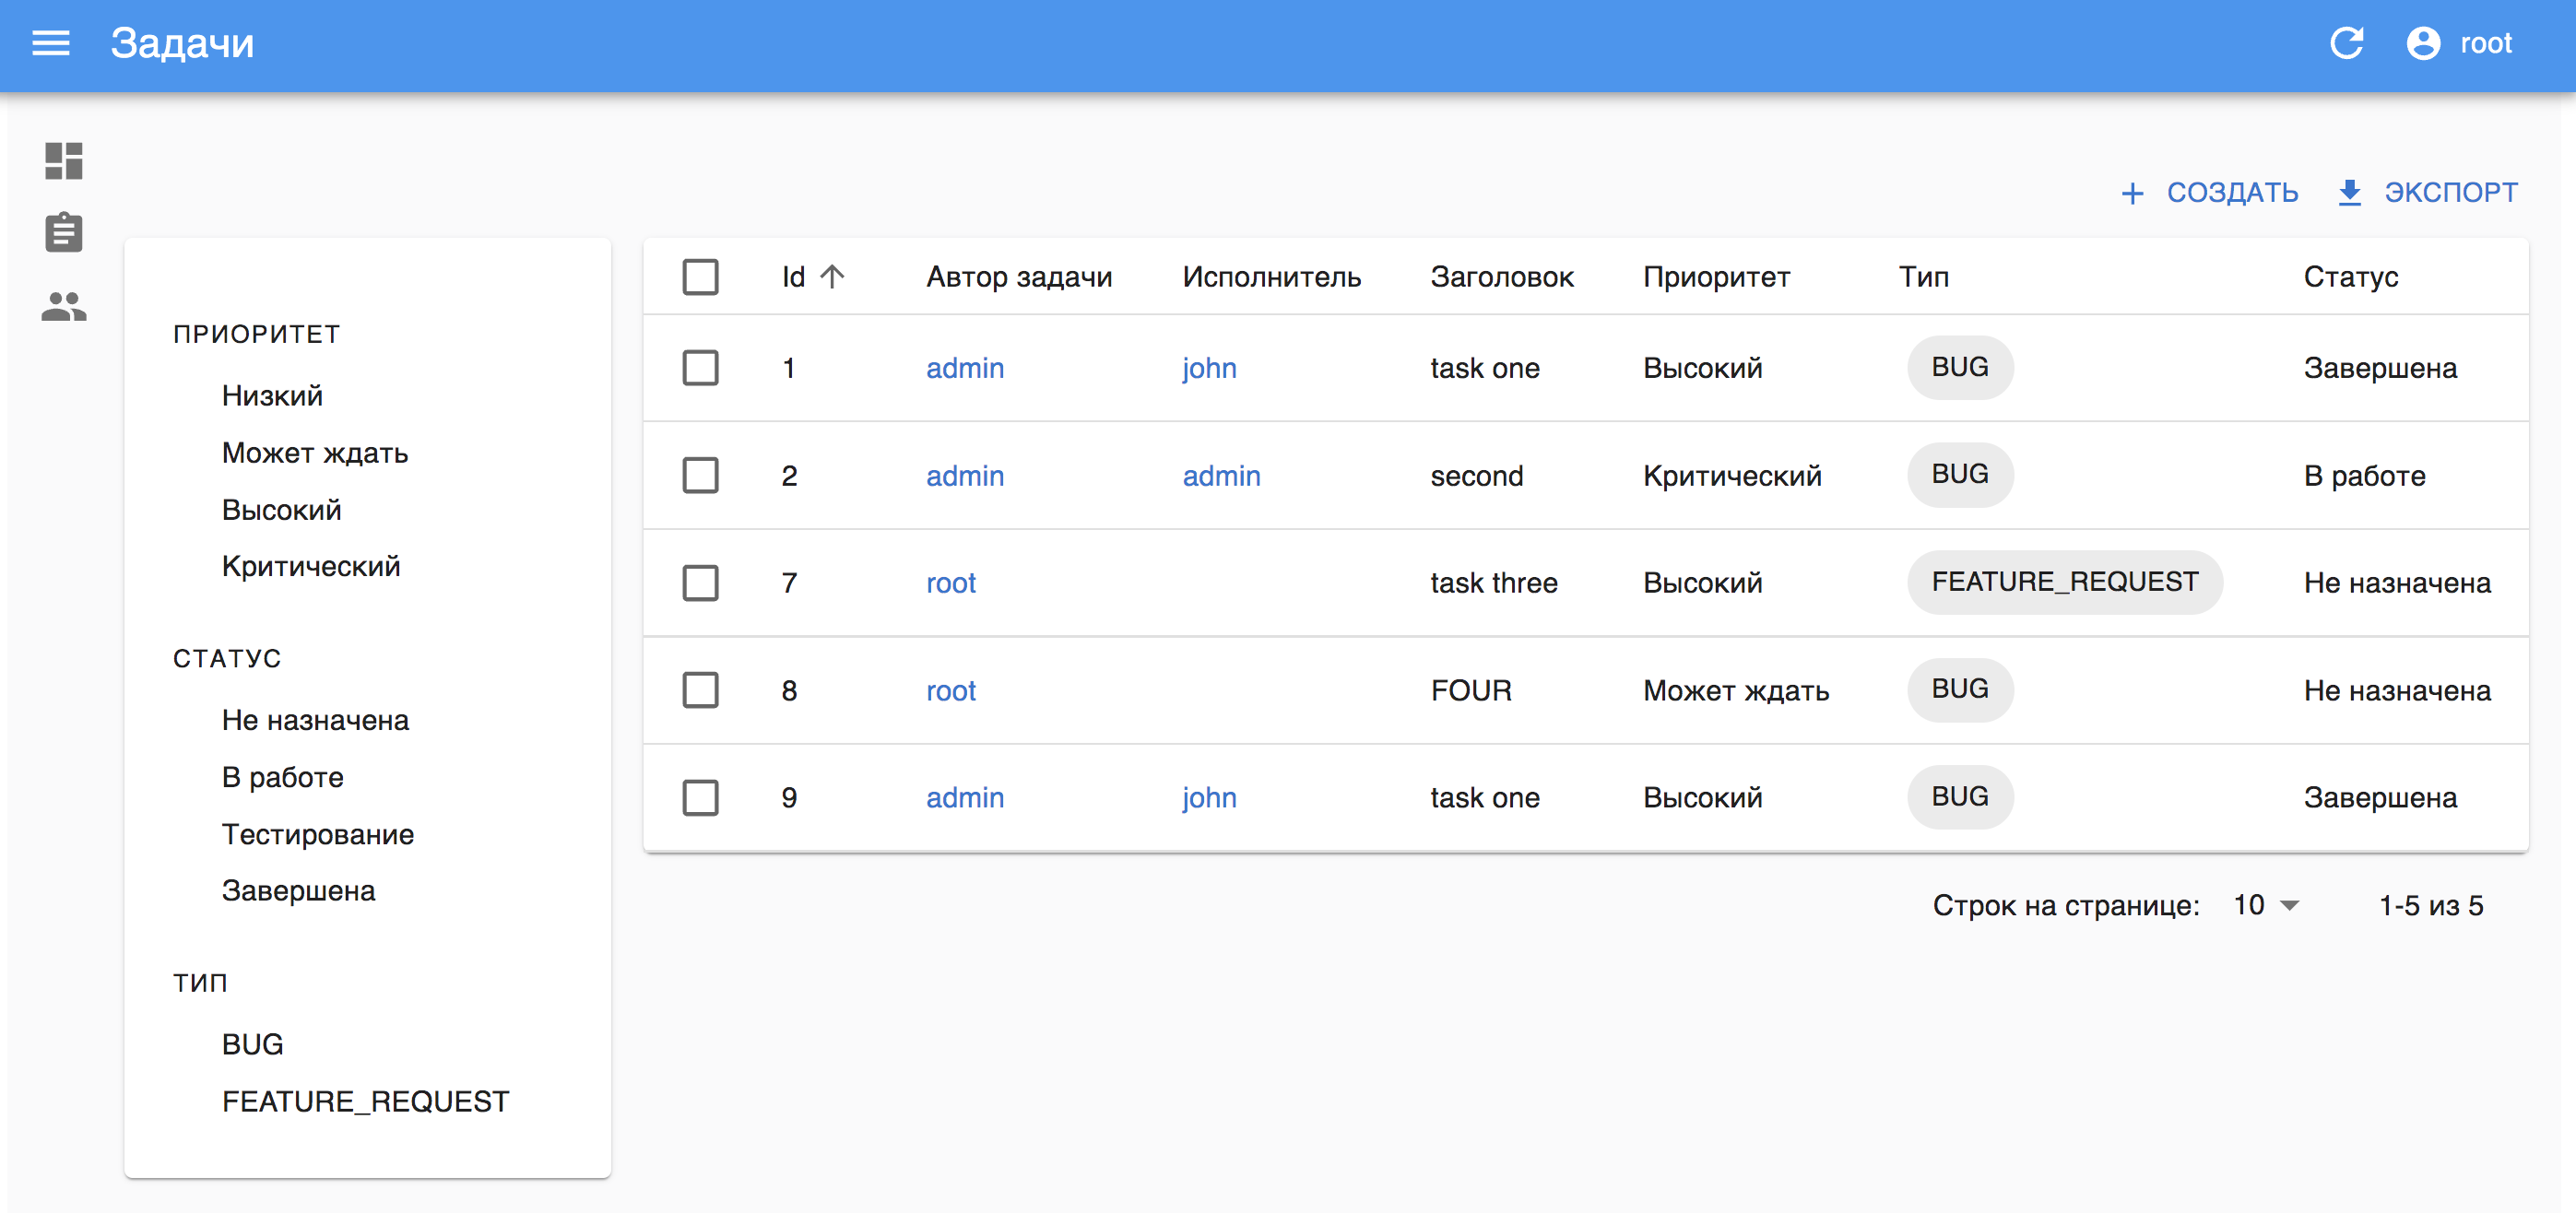 Задачи
root
СОЗДАТЬ
ЭКСПОРТ
ПРИОРИТЕТ
Низкий
Может ждать
Высокий
Критический
СТАТУС
Не назначена
В работе
Тестирование
Завершена
ТИП
BUG
FEATURE_REQUEST
Id Автор задачи Исполнитель Заголовок Приоритет Тип Статус
1 admin john task one Высокий BUG Завершена
2 admin admin second Критический BUG В работе
7 root task three Высокий FEATURE_REQUEST Не назначена
8 root FOUR Может ждать BUG Не назначена
9 admin john task one Высокий BUG Завершена
Строк на странице: 10 1-5 из 5